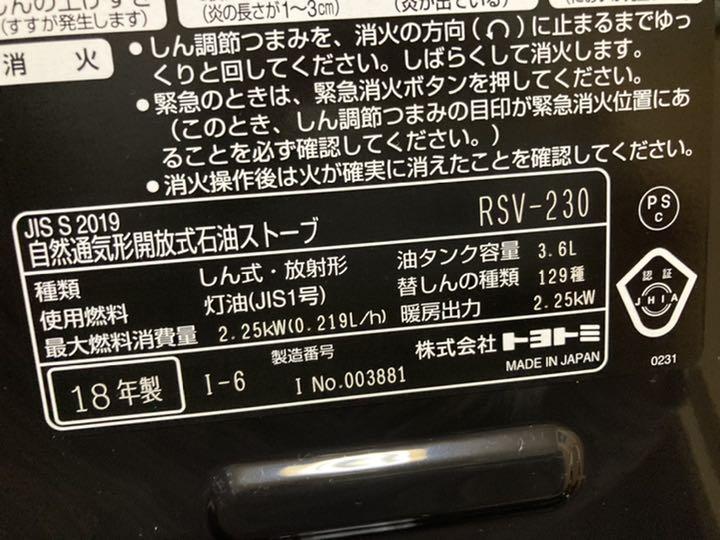 (すすが発生します)
(炎の長さが1〜3cm)
消火
• しん調節つまみを、消火の方向( )に止まるまでゆっ
くりと回してください。しばらくして消火します。
• 緊急のときは、緊急消火ボタンを押してください。
(このとき、しん調節つまみの目印が緊急消火位置にあ
ることを必ず確認してください。)
• 消火操作後は火が確実に消えたことを確認してください。
JIS S 2019
自然通気形開放式石油ストーブ RSV-230
種類 しん式・放射形 油タンク容量 3.6L
使用燃料 灯油(JIS1号) 替しんの種類 129種
最大燃料消費量 2.25kW(0.219L/h) 暖房出力 2.25kW
18年製 I-6 製造番号 I No.003881
株式会社トヨトミ
MADE IN JAPAN
PS
C
認証
JHIA
0231